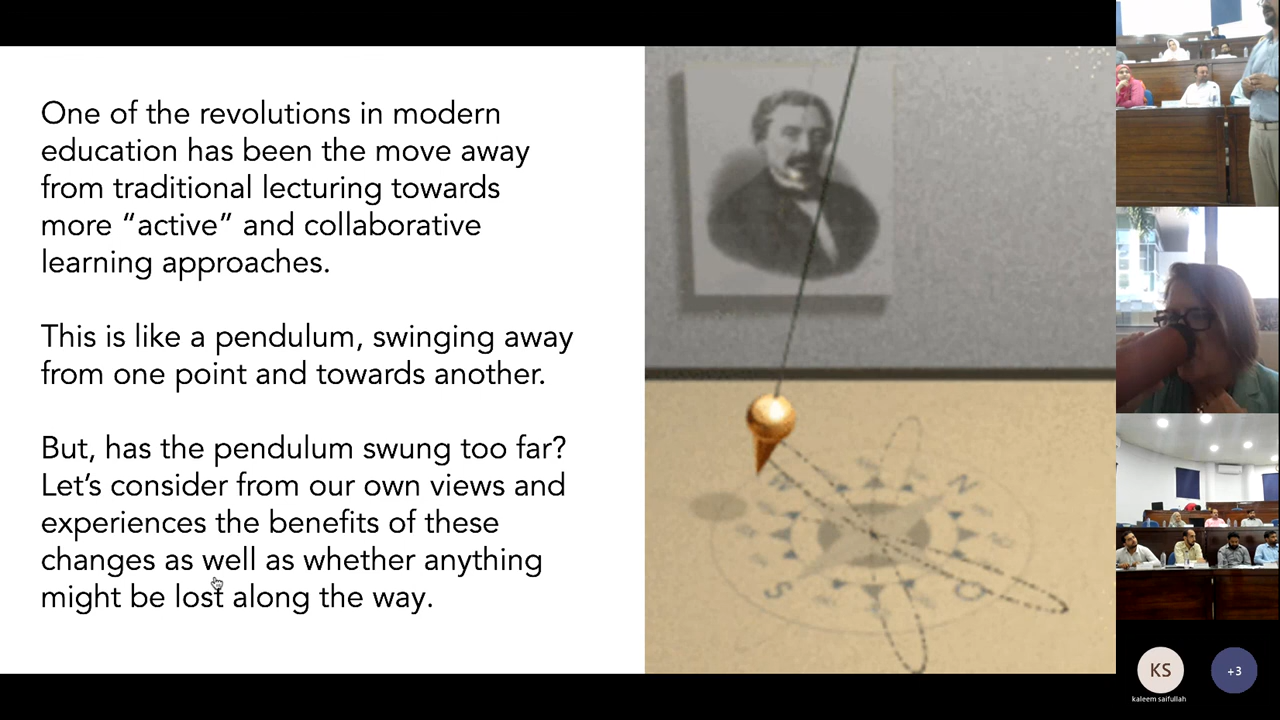 One of the revolutions in modern
education has been the move away
from traditional lecturing towards
more “active” and collaborative
learning approaches.
This is like a pendulum, swinging away
from one point and towards another.
But, has the pendulum swung too far?
Let’s consider from our own views and
experiences the benefits of these
changes as well as whether anything
might be lost along the way.
N
S
O
KS
+3
kaleem saifullah